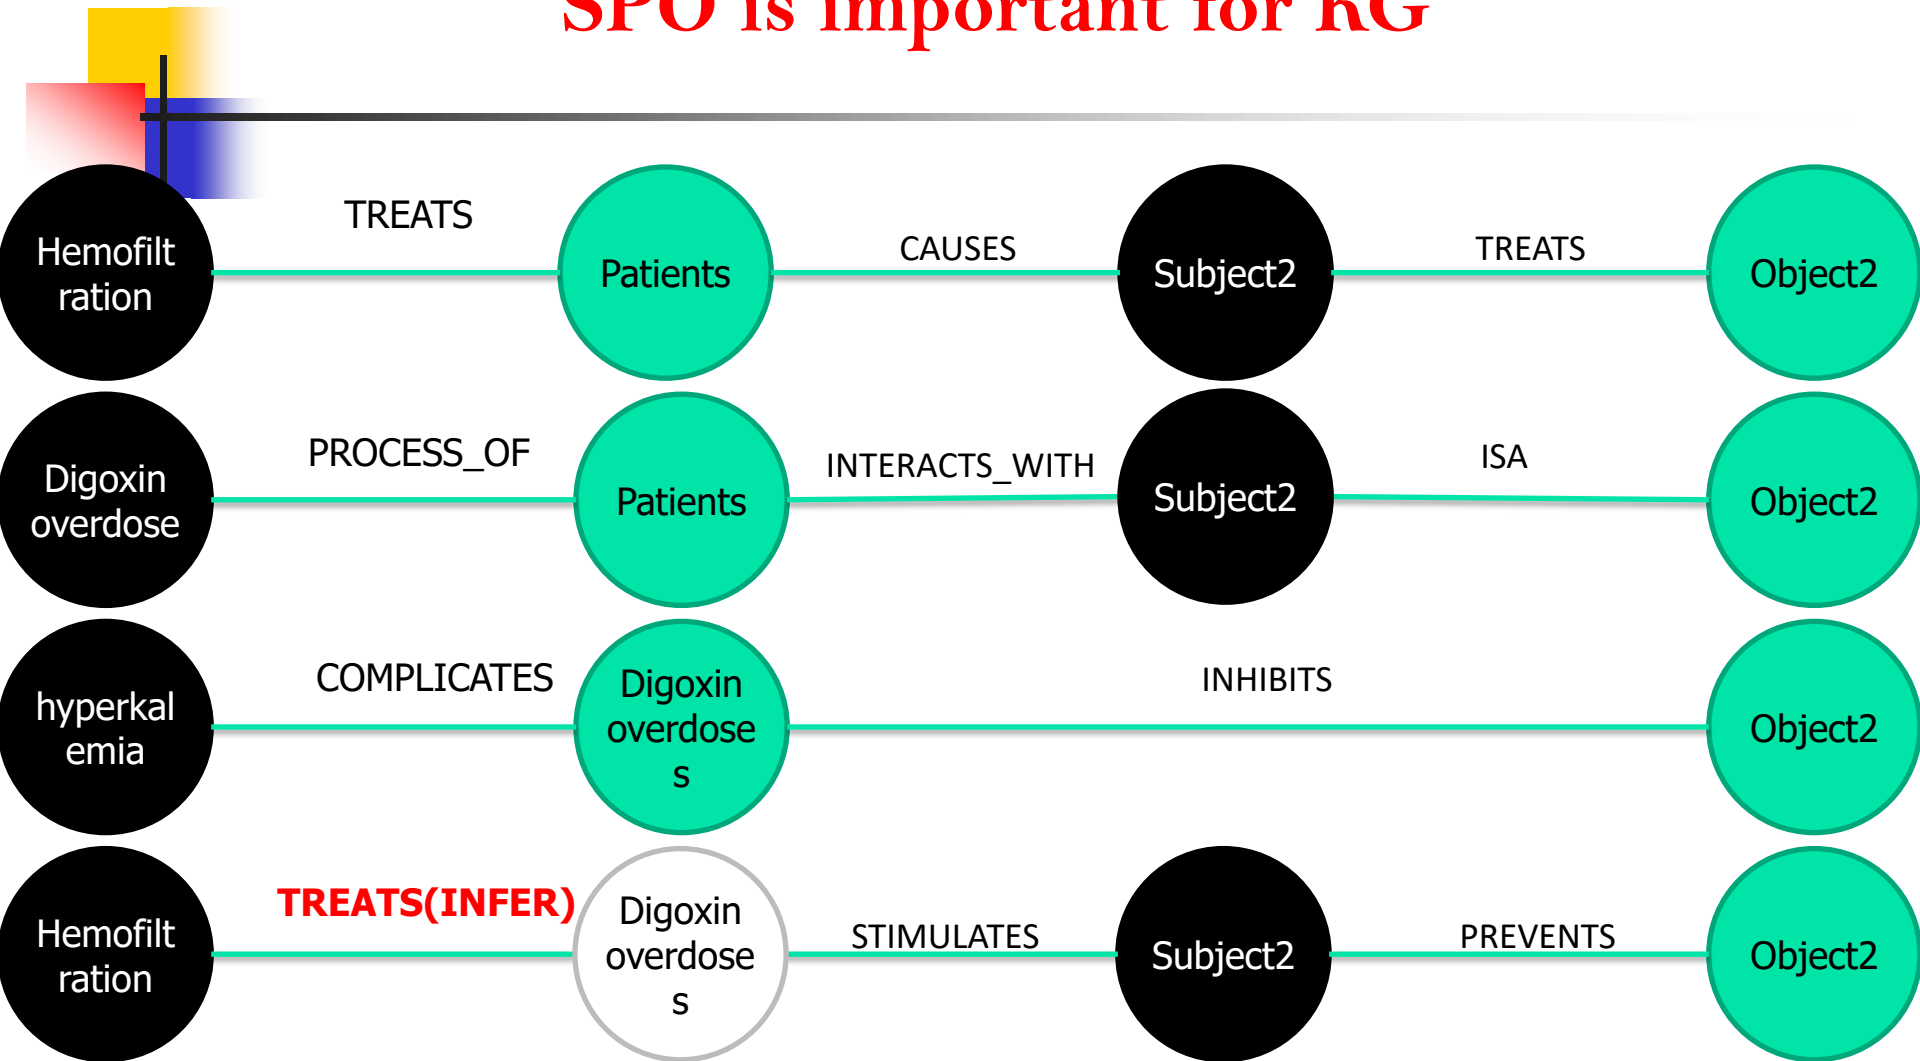 SPO is important for KG
TREATS
CAUSES
TREATS
Hemofilt
ration
Patients
Subject2
Object2
PROCESS_OF
INTERACTS_WITH
ISA
Digoxin
overdose
Patients
Subject2
Object2
COMPLICATES
INHIBITS
hyperkal
emia
Digoxin
overdose
s
Object2
TREATS(INFER)
STIMULATES
PREVENTS
Hemofilt
ration
Digoxin
overdose
s
Subject2
Object2